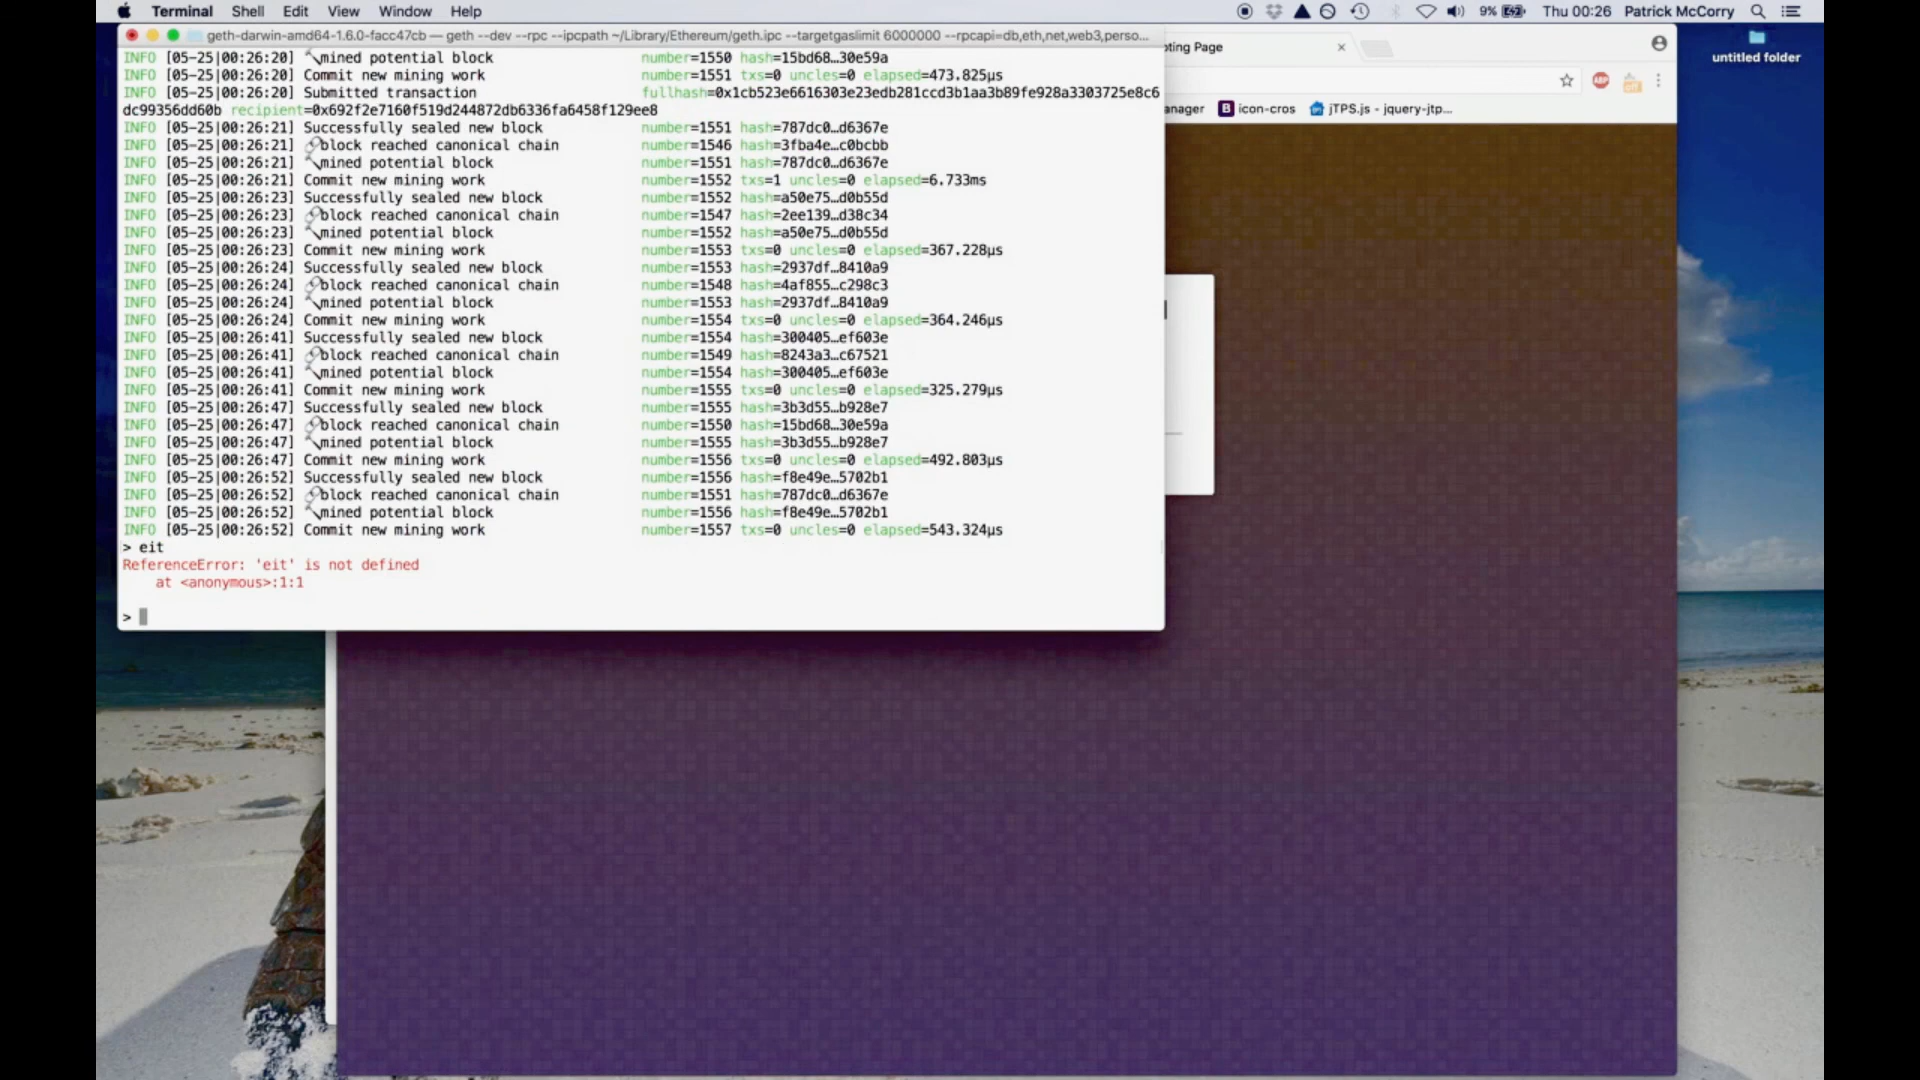 Terminal Shell Edit View Window Help 9% Thu 00:26 Patrick McCorry
geth-darwin-amd64-1.6.0-facc47cb — geth --dev --rpc --ipcpath ~/Library/Ethereum/geth.ipc --targetgaslimit 6000000 --rpcapi=db,eth,net,web3,perso...
INFO [05-25|00:26:20] mined potential block number=1550 hash=15bd68…30e59a
INFO [05-25|00:26:20] Commit new mining work number=1551 txs=0 uncles=0 elapsed=473.825µs
INFO [05-25|00:26:20] Submitted transaction fullhash=0x1cb523e6616303e23edb281ccd3b1aa3b89fe928a3303725e8c6
dc99356dd60b recipient=0x692f2e7160f519d244872db6336fa6458f129ee8
INFO [05-25|00:26:21] Successfully sealed new block number=1551 hash=787dc0…d6367e
INFO [05-25|00:26:21] block reached canonical chain number=1546 hash=3fba4e…c0bcbb
INFO [05-25|00:26:21] mined potential block number=1551 hash=787dc0…d6367e
INFO [05-25|00:26:21] Commit new mining work number=1552 txs=1 uncles=0 elapsed=6.733ms
INFO [05-25|00:26:23] Successfully sealed new block number=1552 hash=a50e75…d0b55d
INFO [05-25|00:26:23] block reached canonical chain number=1547 hash=2ee139…d38c34
INFO [05-25|00:26:23] mined potential block number=1552 hash=a50e75…d0b55d
INFO [05-25|00:26:23] Commit new mining work number=1553 txs=0 uncles=0 elapsed=367.228µs
INFO [05-25|00:26:24] Successfully sealed new block number=1553 hash=2937df…8410a9
INFO [05-25|00:26:24] block reached canonical chain number=1548 hash=4af855…c298c3
INFO [05-25|00:26:24] mined potential block number=1553 hash=2937df…8410a9
INFO [05-25|00:26:24] Commit new mining work number=1554 txs=0 uncles=0 elapsed=364.246µs
INFO [05-25|00:26:41] Successfully sealed new block number=1554 hash=300405…ef603e
INFO [05-25|00:26:41] block reached canonical chain number=1549 hash=8243a3…c67521
INFO [05-25|00:26:41] mined potential block number=1554 hash=300405…ef603e
INFO [05-25|00:26:41] Commit new mining work number=1555 txs=0 uncles=0 elapsed=325.279µs
INFO [05-25|00:26:47] Successfully sealed new block number=1555 hash=3b3d55…b928e7
INFO [05-25|00:26:47] block reached canonical chain number=1550 hash=15bd68…30e59a
INFO [05-25|00:26:47] mined potential block number=1555 hash=3b3d55…b928e7
INFO [05-25|00:26:47] Commit new mining work number=1556 txs=0 uncles=0 elapsed=492.803µs
INFO [05-25|00:26:52] Successfully sealed new block number=1556 hash=f8e49e…5702b1
INFO [05-25|00:26:52] block reached canonical chain number=1551 hash=787dc0…d6367e
INFO [05-25|00:26:52] mined potential block number=1556 hash=f8e49e…5702b1
INFO [05-25|00:26:52] Commit new mining work number=1557 txs=0 uncles=0 elapsed=543.324µs
> eit
ReferenceError: 'eit' is not defined
at <anonymous>:1:1
>
oting Page
ABP
off
anager B icon-cros jTPS.js - jquery-jtp...
untitled folder